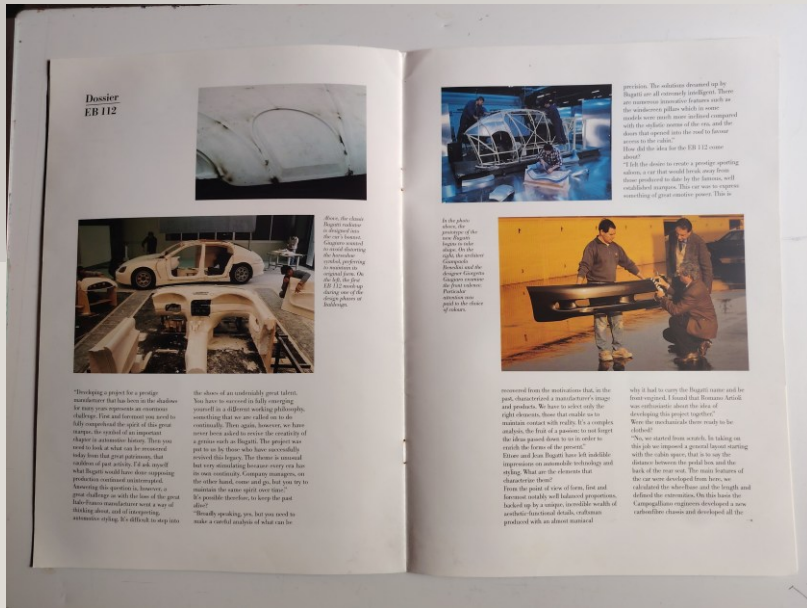 Dossier
EB 112
Above, the classic
Bugatti radiator
is designed into
the car's bonnet.
Giugiaro wanted
to avoid distorting
the horseshoe
symbol, preferring
to maintain its
original form. On
the left, the first
EB 112 mock-up
during one of the
design phases at
Italdesign.
"Developing a project for a prestige
manufacturer that has been in the shadows
for many years represents an enormous
challenge. First and foremost you need to
fully comprehend the spirit of this great
marque, the symbol of an important
chapter in automotive history. Then you
need to look at what can be recovered
today from that great patrimony, that
emblem of past activity. I'd ask myself
what Bugatti would have done supposing
production continued uninterrupted.
Answering this question is, however, a
great challenge as with the loss of the great
Italo-Franco manufacturer went a way of
thinking about, and of interpreting,
automotive styling. It's difficult to step into
the shoes of an undeniably great talent.
You have to succeed in fully emerging
yourself in a different working philosophy,
something that we are called on to do
continually. Then again, however, we have
never been asked to revive the creativity of
a genius such as Bugatti. The project was
put to us by those who have successfully
revived this legacy. The theme is unusual
but very stimulating because every era has
its own continuity. Company managers, on
the other hand, come and go, but you try to
maintain the same spirit over time."
It's possible therefore, to keep the past
alive?
"Broadly speaking, yes, but you need to
make a careful analysis of what can be
In the photo
above, the
prototype of the
new Bugatti
begins to take
shape. On the
right, the architect
Giampaolo
Benedini and the
designer Giorgetto
Giugiaro examine
the front valence:
Particular
attention was
paid to the choice
of colours.
recovered from the motivations that, in the
past, characterized a manufacturer's image
and products. We have to select only the
right elements, those that enable us to
maintain contact with reality. It's a complex
analysis, the fruit of a passion: to not forget
the ideas passed down to us in order to
enrich the forms of the present."
Ettore and Jean Bugatti have left indelible
impressions on automobile technology and
styling. What are the elements that
characterize them?
From the point of view of form, first and
foremost notably well balanced proportions,
backed up by a unique, incredible wealth of
aesthetic-functional details, craftsman
produced with an almost maniacal
precision. The solutions dreamed up by
Bugatti are all extremely intelligent. There
are numerous innovative features such as
the windscreen pillars which in some
models were much more inclined compared
with the stylistic norms of the era, and the
doors that opened into the roof to favour
access to the cabin."
How did the idea for the EB 112 come
about?
"I felt the desire to create a prestige sporting
saloon, a car that would break away from
those produced to date by the famous, well
established marques. This car was to express
something of great emotive power. This is
why it had to carry the Bugatti name and be
front-engined. I found that Romano Artioli
was enthusiastic about the idea of
developing this project together."
Were the mechanicals there ready to be
clothed?
"No, we started from scratch. In taking on
this job we imposed a general layout starting
with the cabin space, that is to say the
distance between the pedal box and the
back of the rear seat. The main features of
the car were developed from here, we
calculated the wheelbase and the length and
defined the extremities. On this basis the
Campogalliano engineers developed a new
carbonfibre chassis and developed all the